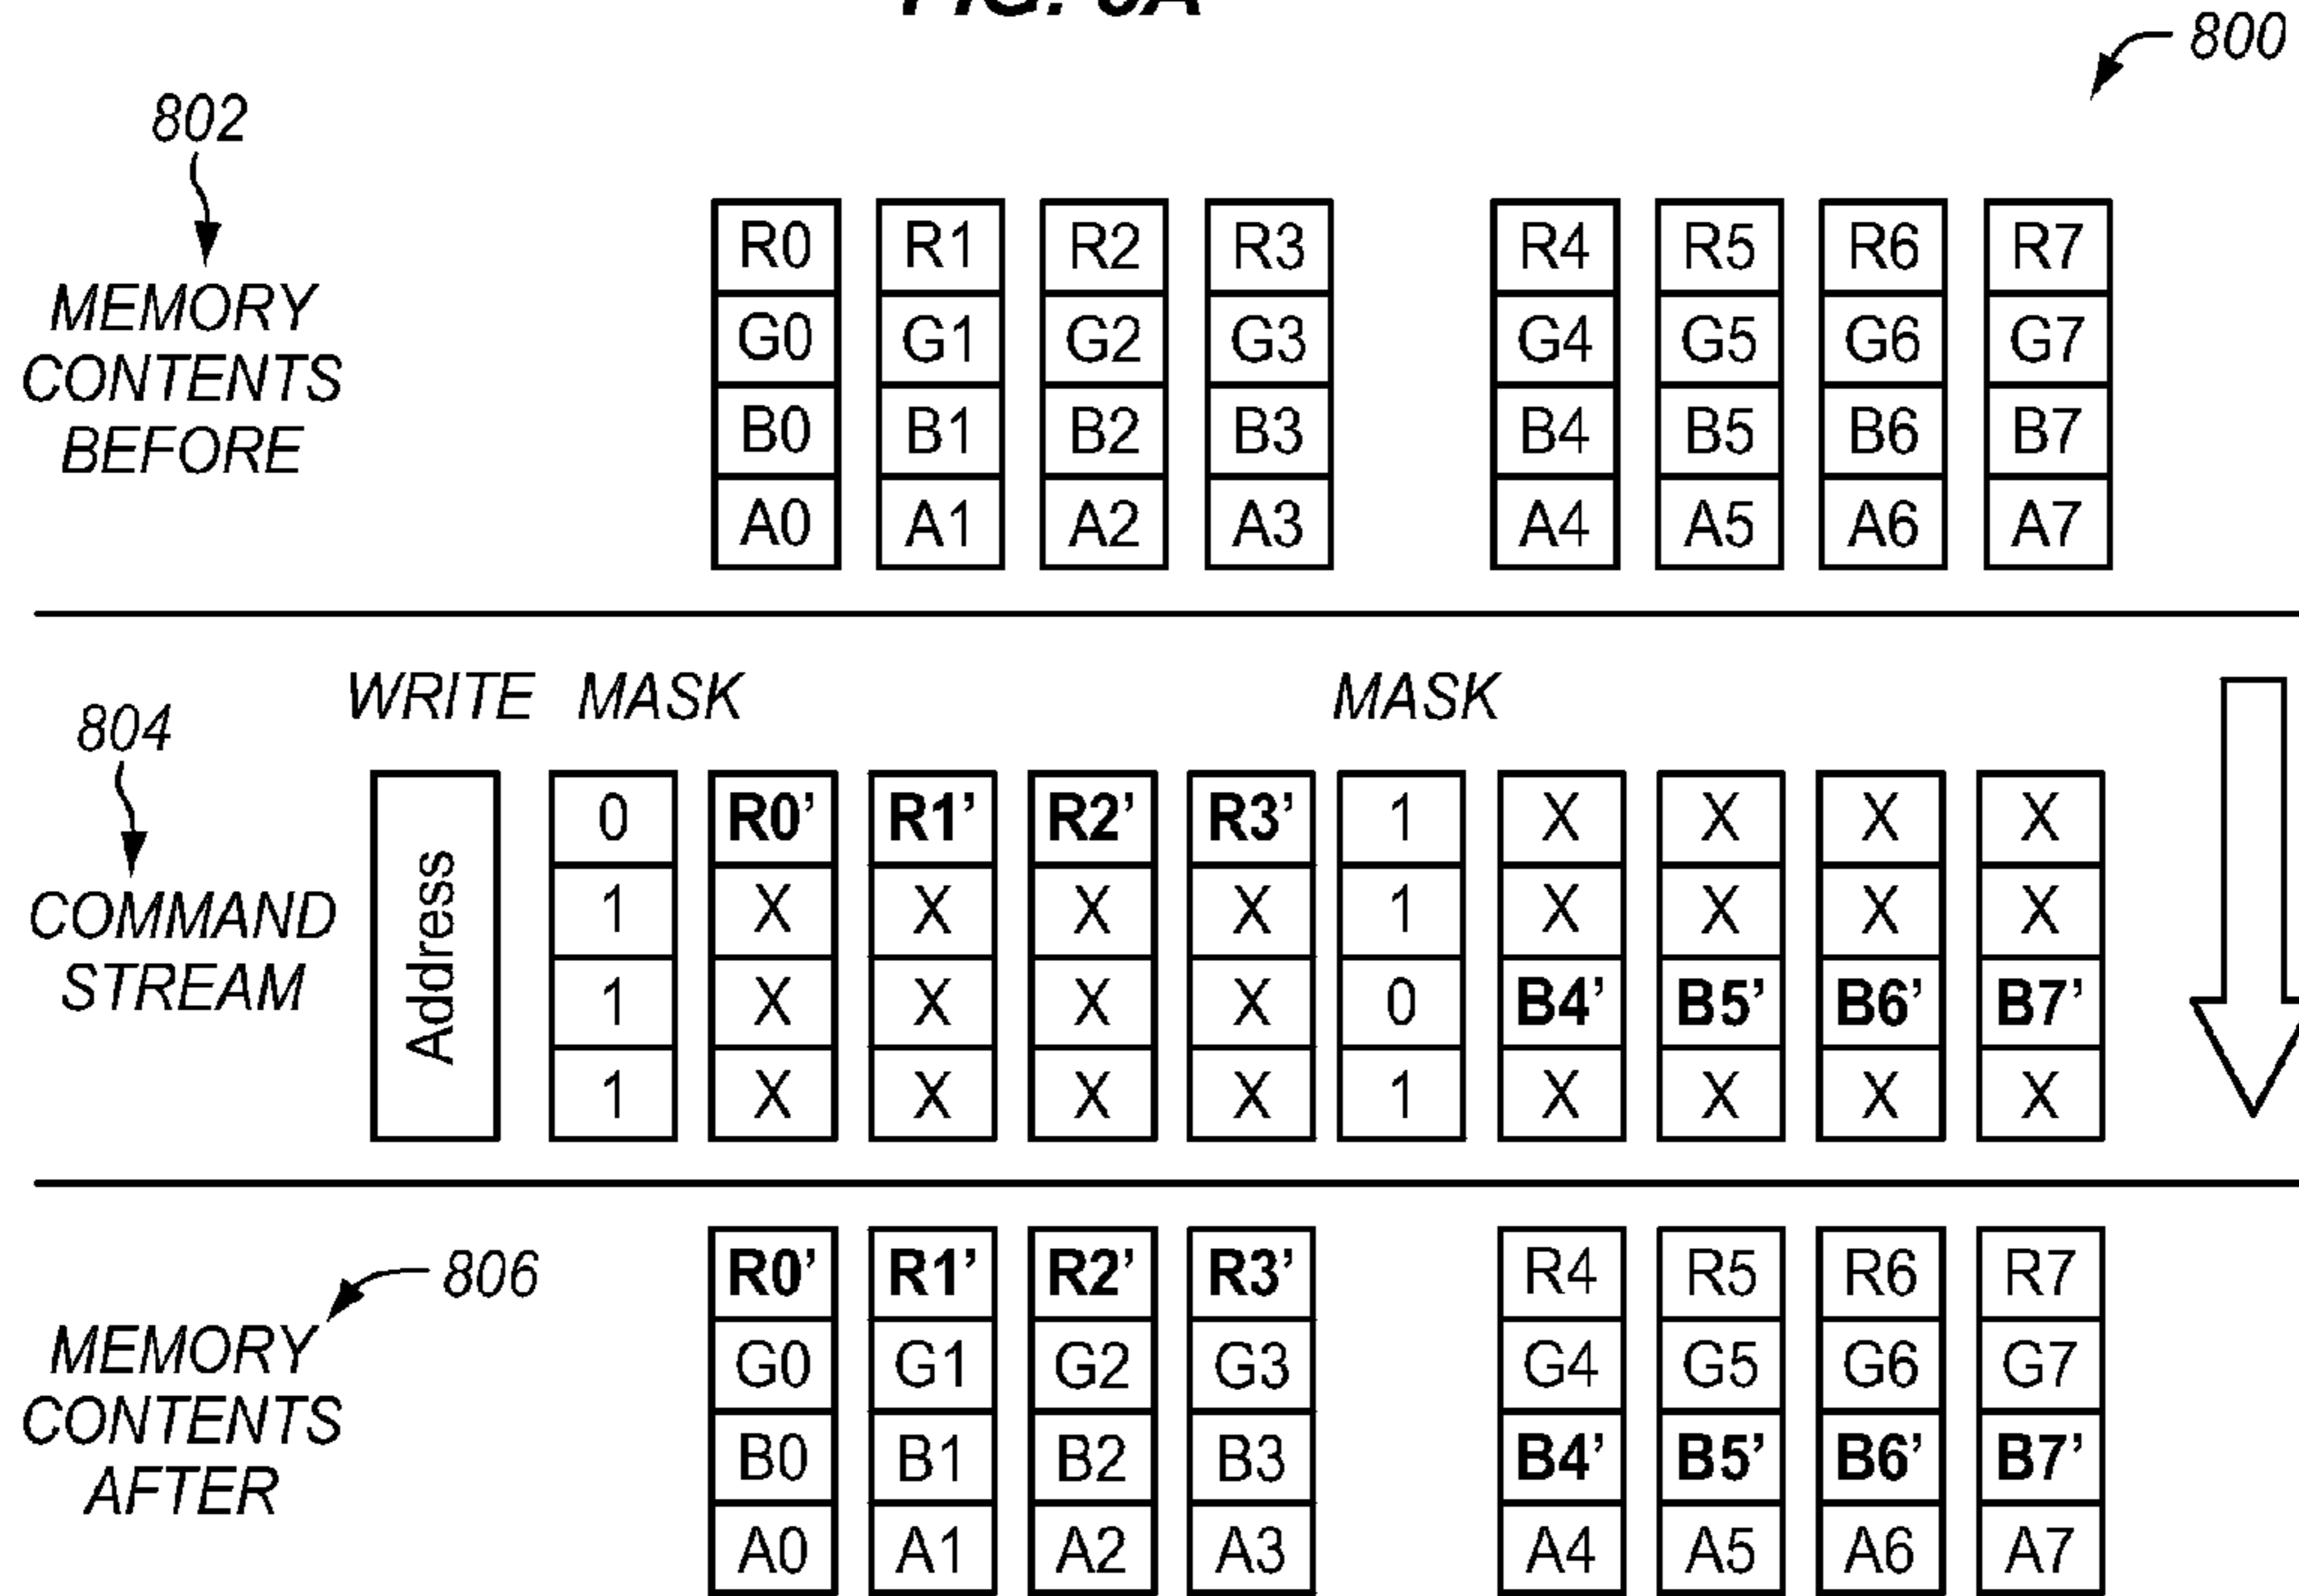 800
802
MEMORY CONTENTS BEFORE
R0 R1 R2 R3 R4 R5 R6 R7
G0 G1 G2 G3 G4 G5 G6 G7
B0 B1 B2 B3 B4 B5 B6 B7
A0 A1 A2 A3 A4 A5 A6 A7
WRITE MASK MASK
804
COMMAND STREAM
Address
0 R0' R1' R2' R3' 1 X X X X
1 X X X X 1 X X X X
1 X X X X 0 B4' B5' B6' B7'
1 X X X X 1 X X X X
806
MEMORY CONTENTS AFTER
R0' R1' R2' R3' R4 R5 R6 R7
G0 G1 G2 G3 G4 G5 G6 G7
B0 B1 B2 B3 B4' B5' B6' B7'
A0 A1 A2 A3 A4 A5 A6 A7